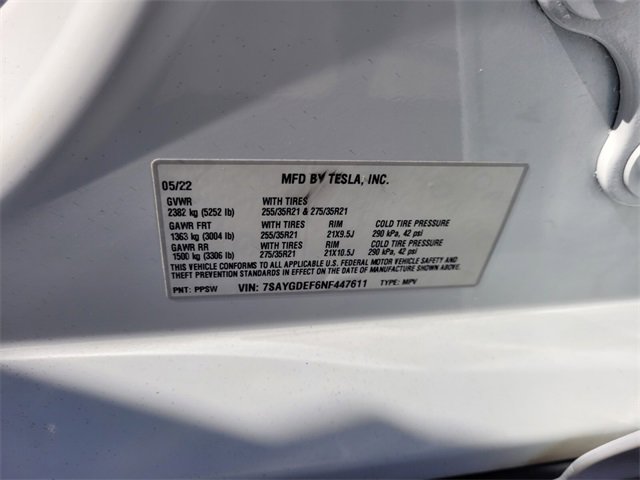 05/22 MFD BY TESLA, INC.
GVWR WITH TIRES
2382 kg (5252 lb) 255/35R21 & 275/35R21
GAWR FRT WITH TIRES RIM COLD TIRE PRESSURE
1363 kg (3004 lb) 255/35R21 21X9.5J 290 kPa, 42 psi
GAWR RR WITH TIRES RIM COLD TIRE PRESSURE
1500 kg (3306 lb) 275/35R21 21X10.5J 290 kPa, 42 psi
THIS VEHICLE CONFORMS TO ALL APPLICABLE U.S. FEDERAL MOTOR VEHICLE SAFETY AND
THEFT PREVENTION STANDARDS IN EFFECT ON THE DATE OF MANUFACTURE SHOWN ABOVE.
PNT: PPSW VIN: 7SAYGDEF6NF447611 TYPE: MPV